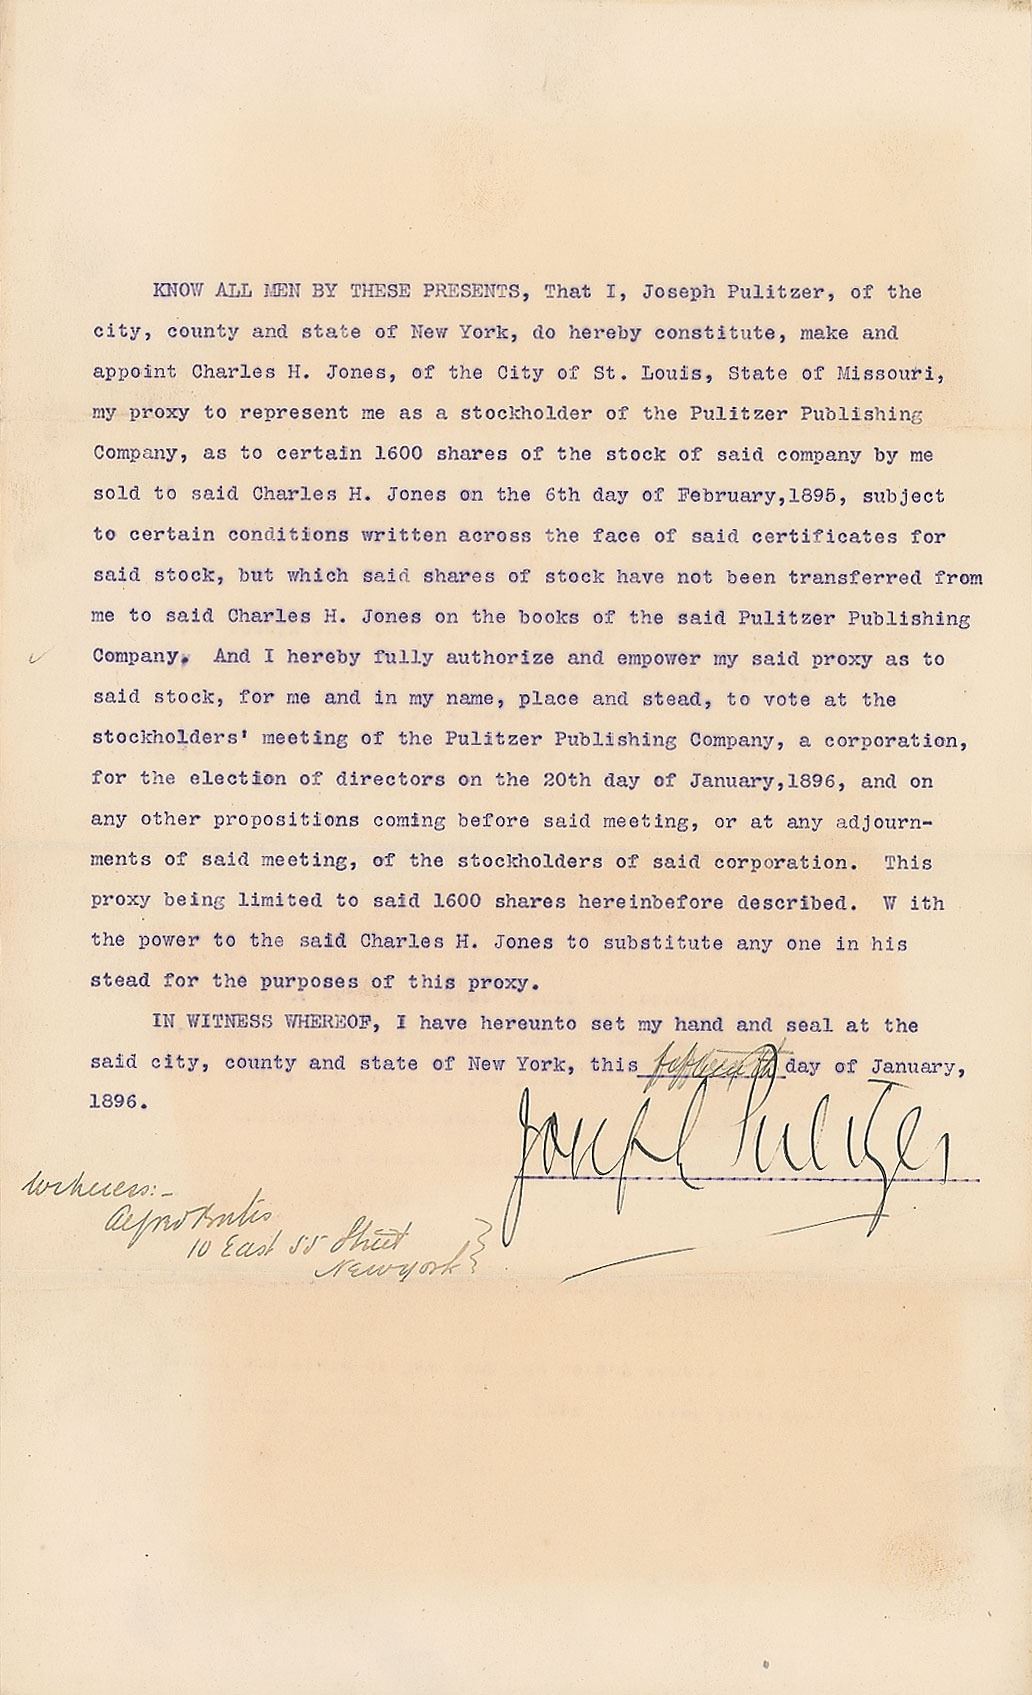 KNOW ALL MEN BY THESE PRESENTS, That I, Joseph Pulitzer, of the
city, county and state of New York, do hereby constitute, make and
appoint Charles H. Jones, of the City of St. Louis, State of Missouri,
my proxy to represent me as a stockholder of the Pulitzer Publishing
Company, as to certain 1600 shares of the stock of said company by me
sold to said Charles H. Jones on the 6th day of February,1895, subject
to certain conditions written across the face of said certificates for
said stock, but which said shares of stock have not been transferred from
me to said Charles H. Jones on the books of the said Pulitzer Publishing
Company. And I hereby fully authorize and empower my said proxy as to
said stock, for me and in my name, place and stead, to vote at the
stockholders' meeting of the Pulitzer Publishing Company, a corporation,
for the election of directors on the 20th day of January,1896, and on
any other propositions coming before said meeting, or at any adjourn-
ments of said meeting, of the stockholders of said corporation. This
proxy being limited to said 1600 shares hereinbefore described. W ith
the power to the said Charles H. Jones to substitute any one in his
stead for the purposes of this proxy.
IN WITNESS WHEREOF, I have hereunto set my hand and seal at the
said city, county and state of New York, this fifteenth day of January,
1896.
Joseph Pulitzer
Witness:-
Alfred Butes
10 East 55 Street
New York